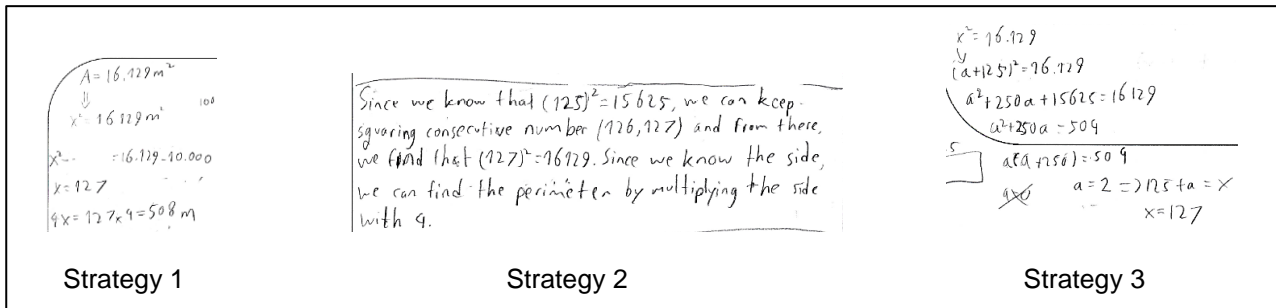 A = 16.129 m²
⇓
x² = 16129 m²
100
x² -- = 16.129-10.000
x = 127
4x = 127x4 = 508 m
Strategy 1
Since we know that (125)² = 15625, we can keep
squaring consecutive number (126,127) and from there,
we find that (127)² = 16129. Since we know the side,
we can find the perimeter by multiplying the side
with 4.
Strategy 2
x² = 16.129
(a+125)² = 16.129
a²+250a+15625 = 16129
a²+250a = 504
5
a(a+250) = 504
a=0
a = 2 => 125+a = x
x = 127
Strategy 3